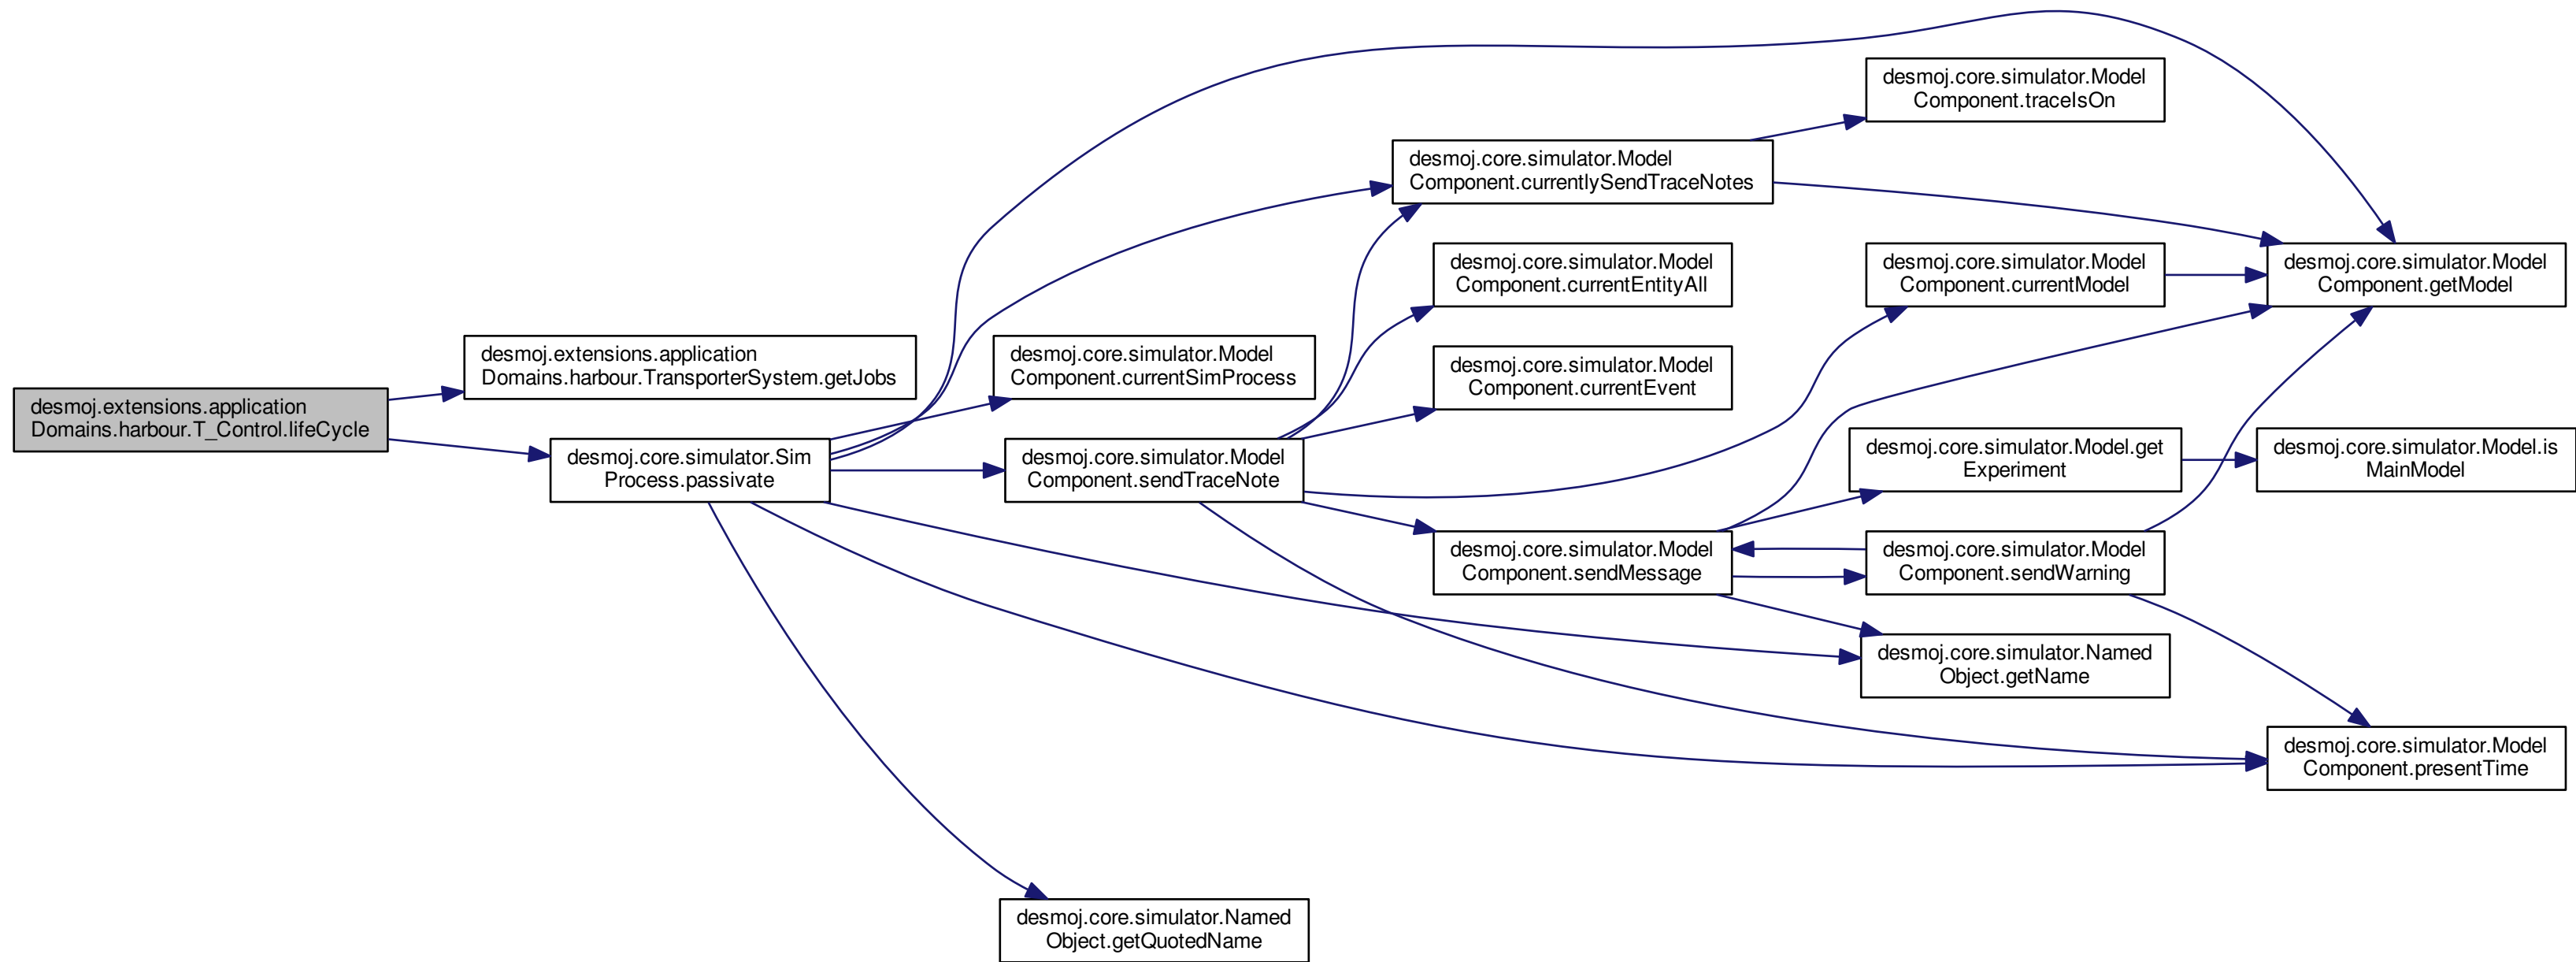 desmoj.core.simulator.Model
Component.traceIsOn
desmoj.core.simulator.Model
Component.currentlySendTraceNotes
desmoj.core.simulator.Model
Component.currentEntityAll
desmoj.core.simulator.Model
Component.currentModel
desmoj.core.simulator.Model
Component.getModel
desmoj.extensions.application
Domains.harbour.TransporterSystem.getJobs
desmoj.core.simulator.Model
Component.currentSimProcess
desmoj.core.simulator.Model
Component.currentEvent
desmoj.extensions.application
Domains.harbour.T_Control.lifeCycle
desmoj.core.simulator.Sim
Process.passivate
desmoj.core.simulator.Model
Component.sendTraceNote
desmoj.core.simulator.Model.get
Experiment
desmoj.core.simulator.Model.is
MainModel
desmoj.core.simulator.Model
Component.sendMessage
desmoj.core.simulator.Model
Component.sendWarning
desmoj.core.simulator.Named
Object.getName
desmoj.core.simulator.Model
Component.presentTime
desmoj.core.simulator.Named
Object.getQuotedName